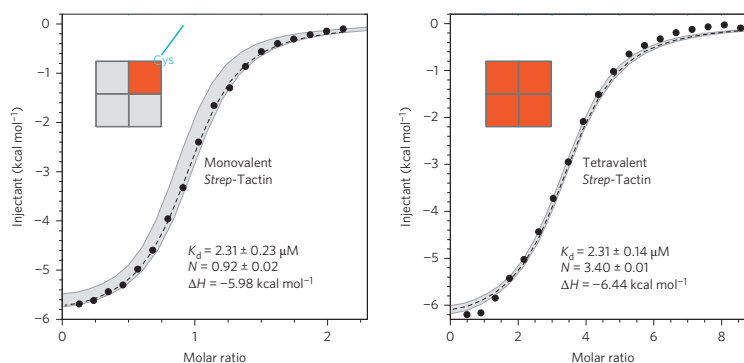 0
−1
−2
−3
−4
−5
−6
0
1
2
Injectant (kcal mol⁻¹)
Molar ratio
Cys
Monovalent
Strep-Tactin
K_d = 2.31 ± 0.23 μM
N = 0.92 ± 0.02
ΔH = −5.98 kcal mol⁻¹
0
−1
−2
−3
−4
−5
−6
0
2
4
6
8
Injectant (kcal mol⁻¹)
Molar ratio
Tetravalent
Strep-Tactin
K_d = 2.31 ± 0.14 μM
N = 3.40 ± 0.01
ΔH = −6.44 kcal mol⁻¹